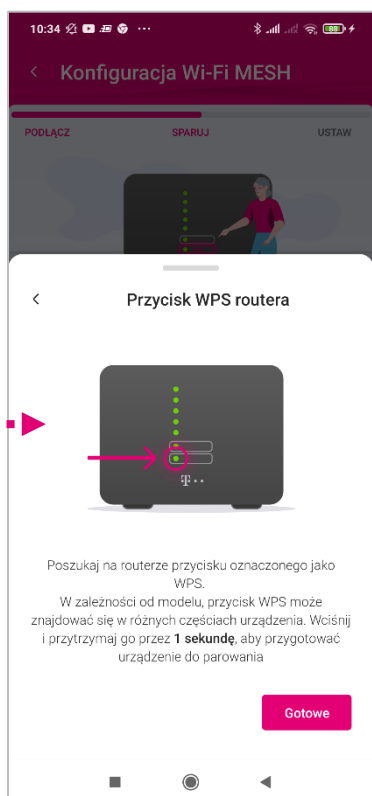 10:34
88
Konfiguracja Wi-Fi MESH
PODŁĄCZ SPARUJ USTAW
Przycisk WPS routera
T
Poszukaj na routerze przycisku oznaczonego jako
WPS.
W zależności od modelu, przycisk WPS może
znajdować się w różnych częściach urządzenia. Wciśnij
i przytrzymaj go przez 1 sekundę, aby przygotować
urządzenie do parowania
Gotowe